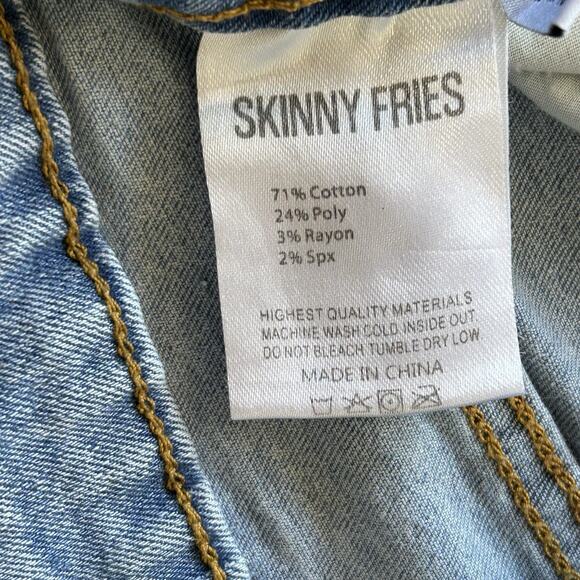 SKINNY FRIES
71% Cotton
24% Poly
3% Rayon
2% Spx
HIGHEST QUALITY MATERIALS
MACHINE WASH COLD INSIDE OUT
DO NOT BLEACH TUMBLE DRY LOW
MADE IN CHINA